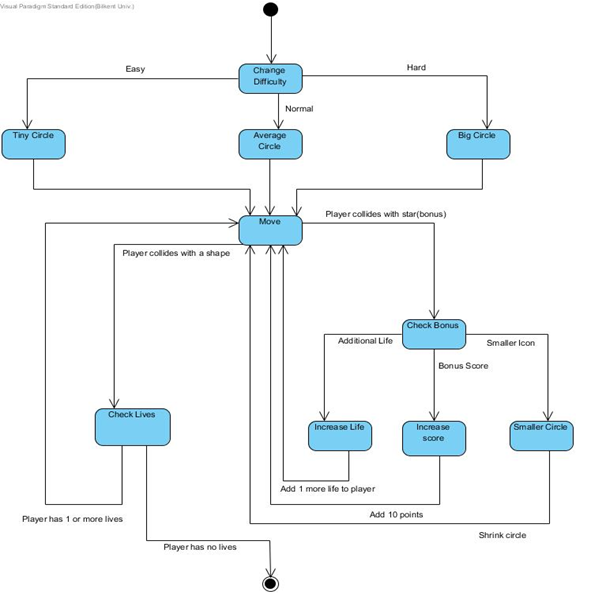 Visual Paradigm Standard Edition(Bilkent Univ.)
Easy
Change
Difficulty
Hard
Normal
Tiny Circle
Average
Circle
Big Circle
Move
Player collides with star(bonus)
Player collides with a shape
Check Bonus
Additional Life
Smaller Icon
Bonus Score
Check Lives
Increase Life
Increase
score
Smaller Circle
Add 1 more life to player
Player has 1 or more lives
Add 10 points
Shrink circle
Player has no lives